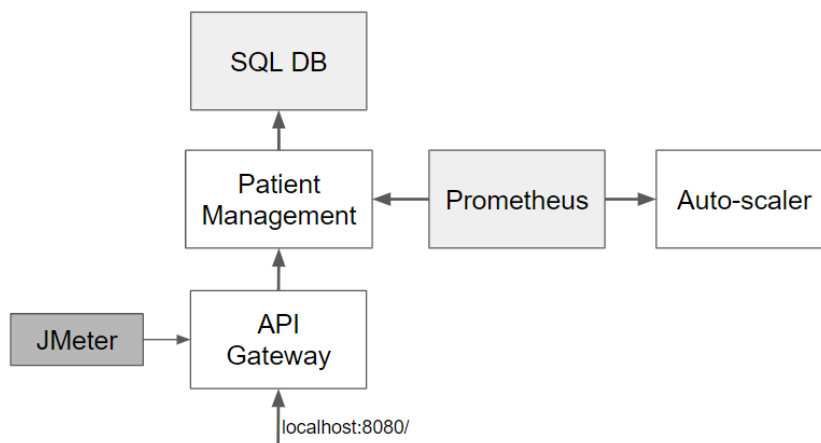 SQL DB
Patient
Management
Prometheus
Auto-scaler
API
Gateway
JMeter
localhost:8080/